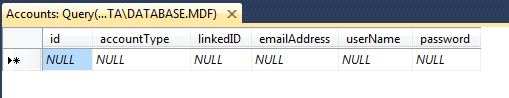 Accounts: Query(...TA\DATABASE.MDF)
id accountType linkedID emailAddress userName password
NULL NULL NULL NULL NULL NULL